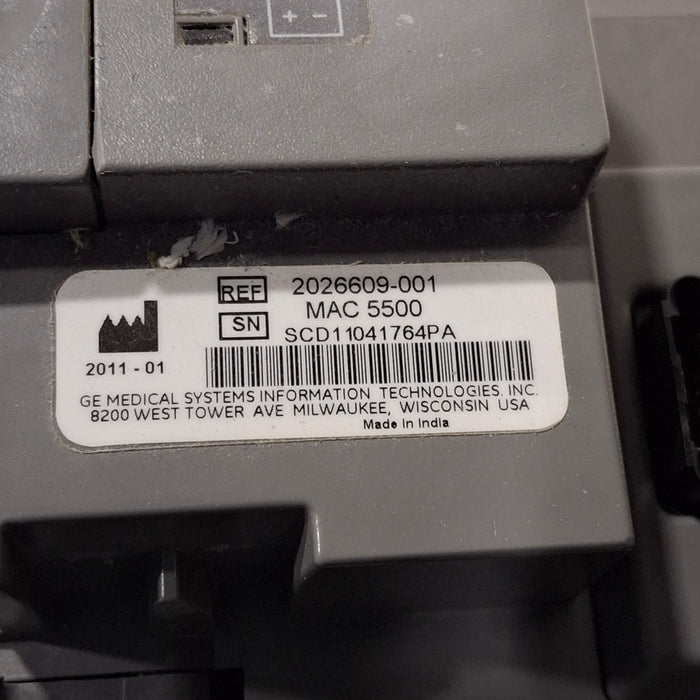 + -
REF 2026609-001
MAC 5500
SN SCD11041764PA
2011-01
GE MEDICAL SYSTEMS INFORMATION TECHNOLOGIES. INC.
8200 WEST TOWER AVE MILWAUKEE, WISCONSIN USA
Made in India